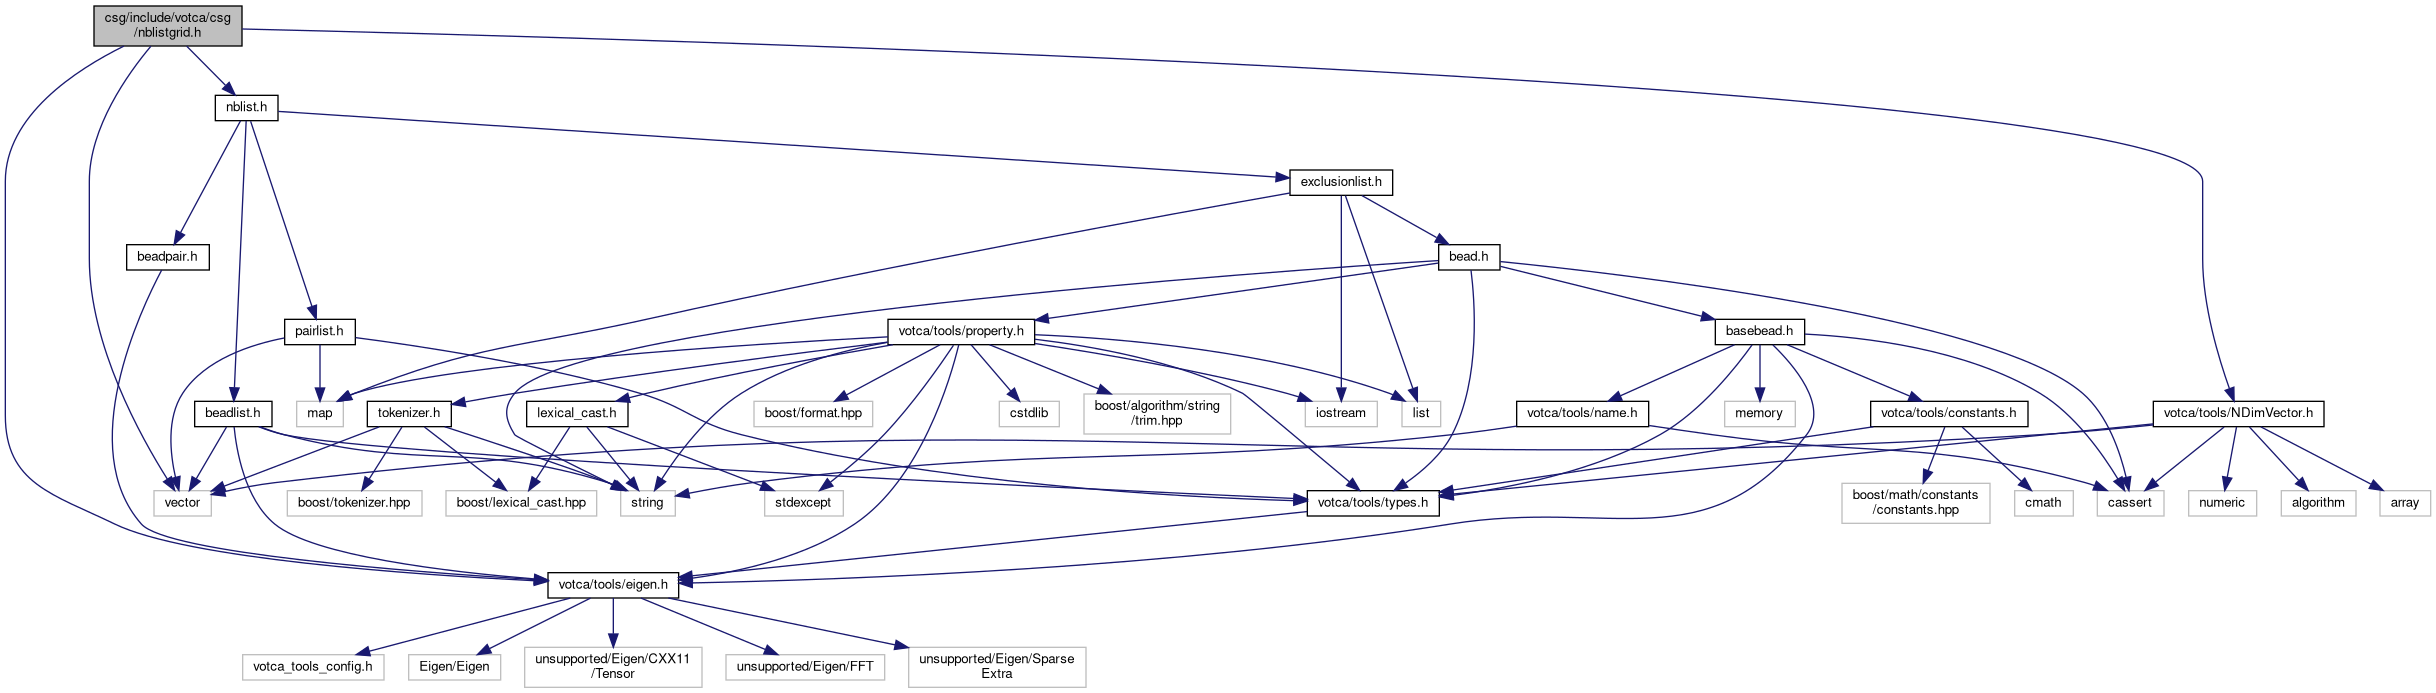 csg/include/votca/csg
/nblistgrid.h
nblist.h
exclusionlist.h
beadpair.h
bead.h
pairlist.h
votca/tools/property.h
basebead.h
beadlist.h
map
tokenizer.h
lexical_cast.h
boost/format.hpp
cstdlib
boost/algorithm/string
/trim.hpp
iostream
list
votca/tools/name.h
memory
votca/tools/constants.h
votca/tools/NDimVector.h
vector
boost/tokenizer.hpp
boost/lexical_cast.hpp
string
stdexcept
votca/tools/types.h
boost/math/constants
/constants.hpp
cmath
cassert
numeric
algorithm
array
votca/tools/eigen.h
votca_tools_config.h
Eigen/Eigen
unsupported/Eigen/CXX11
/Tensor
unsupported/Eigen/FFT
unsupported/Eigen/Sparse
Extra